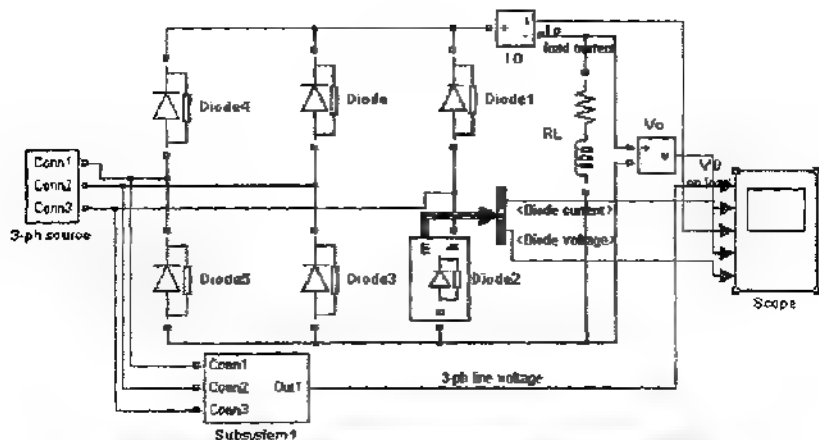 Io
load current
I0
Diode4
Diode
Diode1
RL
Vo
Conn1
Conn2
Conn3
3-ph source
<Diode current>
<Diode voltage>
Diode5
Diode3
Diode2
Scope
Conn1
Conn2
Conn3
Out1
3-ph line voltage
Subsystem1